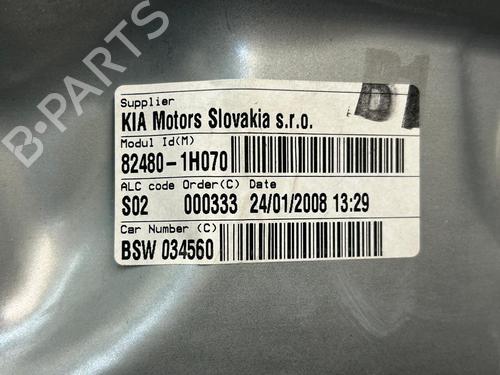 B-PARTS
D1
D
Supplier
KIA Motors Slovakia s.r.o.
Modul Id(M)
82480-1H070
ALC code Order(C) Date
S02 000333 24/01/2008 13:29
Car Number (C)
BSW 034560